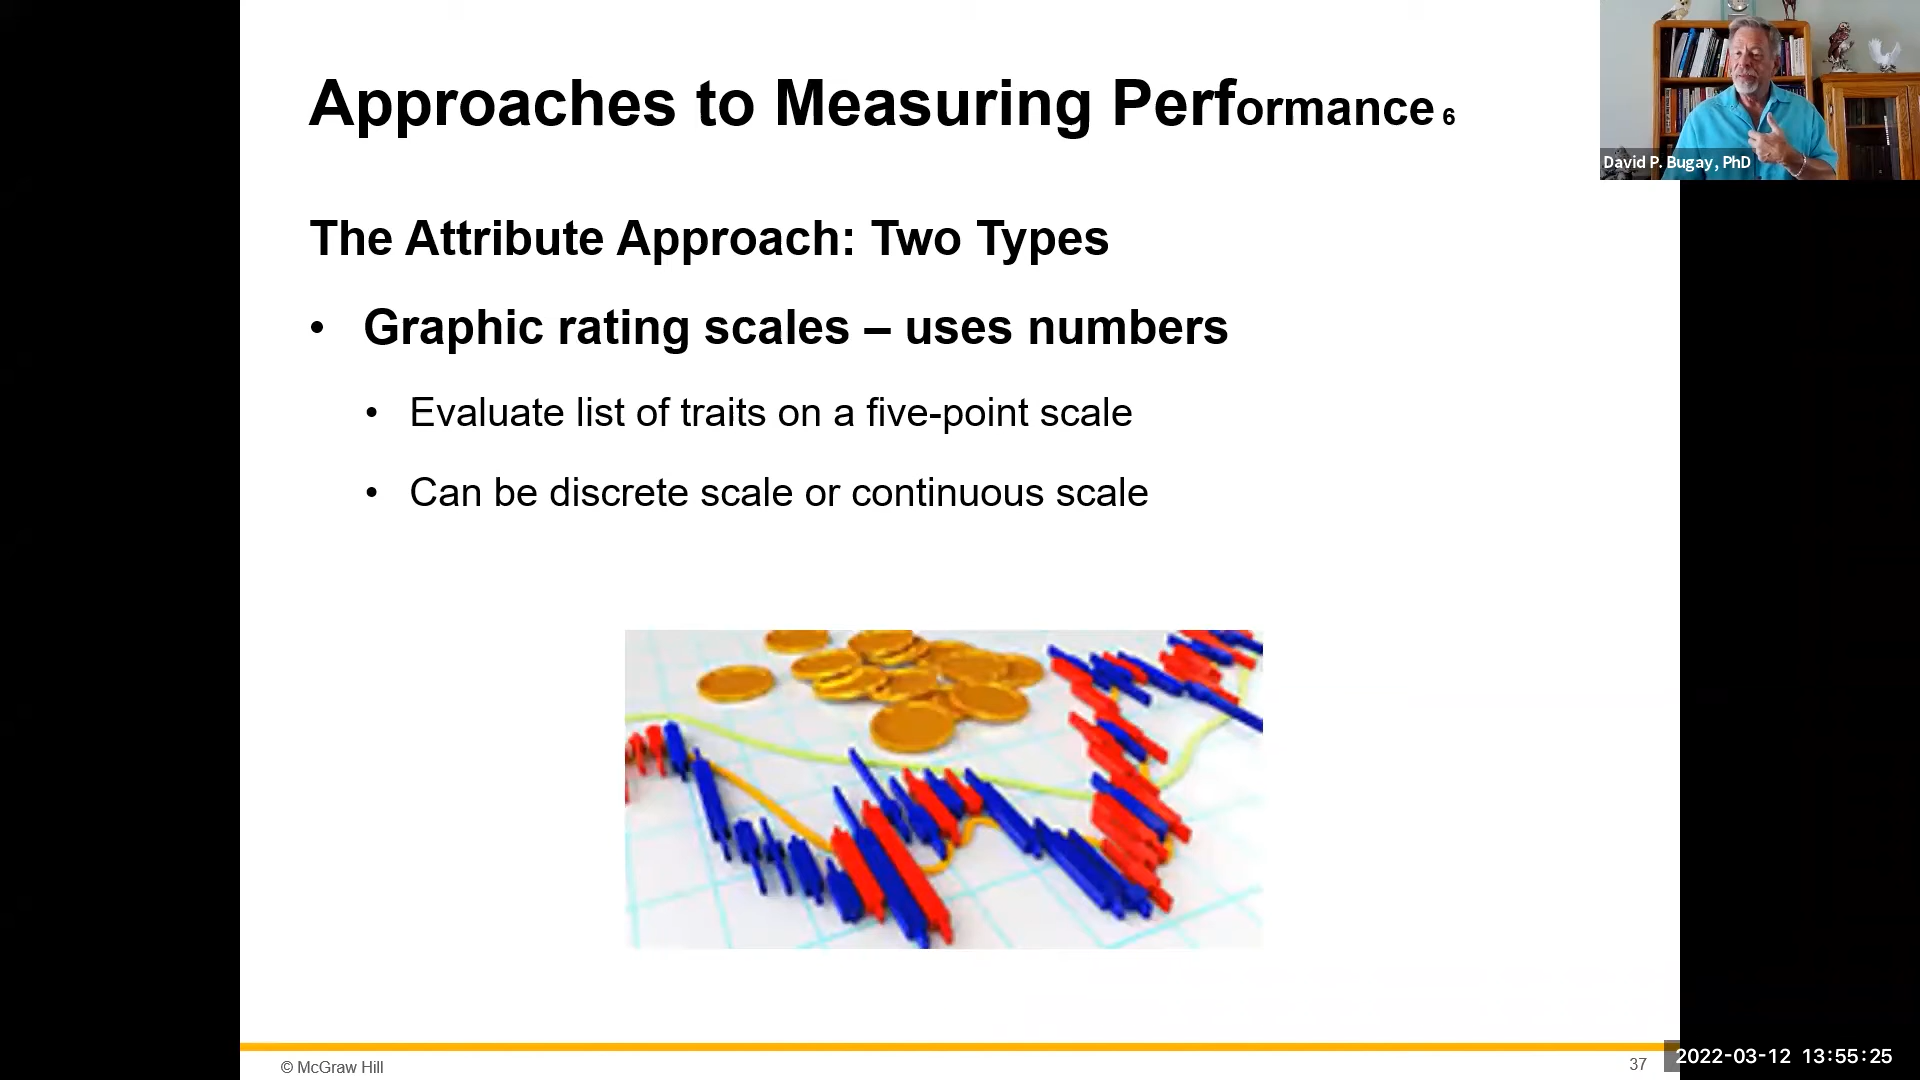 Approaches to Measuring Performance 6
David P. Bugay, PhD
The Attribute Approach: Two Types
• Graphic rating scales – uses numbers
• Evaluate list of traits on a five-point scale
• Can be discrete scale or continuous scale
© McGraw Hill
37
2022-03-12 13:55:25